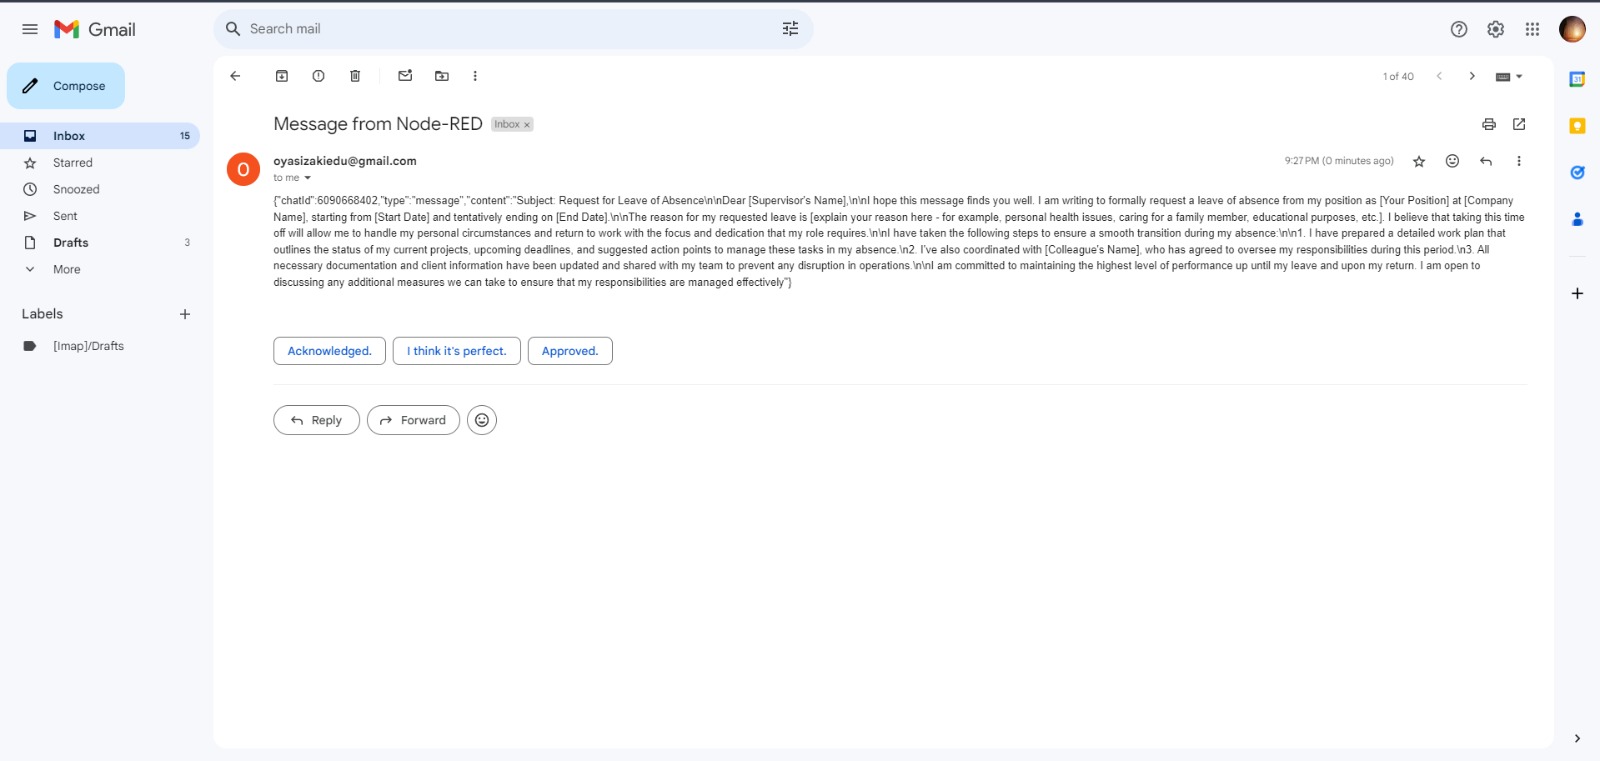 Gmail
Search mail
Compose
1 of 40
Inbox 15
Starred
Snoozed
Sent
Drafts 3
More
Labels
[Imap]/Drafts
Message from Node-RED Inbox ×
O
oyasizakiedu@gmail.com
9:27 PM (0 minutes ago)
to me
{"chatId":6090668402,"type":"message","content":"Subject: Request for Leave of Absence\n\nDear [Supervisor's Name],\n\nI hope this message finds you well. I am writing to formally request a leave of absence from my position as [Your Position] at [Company
Name], starting from [Start Date] and tentatively ending on [End Date].\n\nThe reason for my requested leave is [explain your reason here - for example, personal health issues, caring for a family member, educational purposes, etc.]. I believe that taking this time
off will allow me to handle my personal circumstances and return to work with the focus and dedication that my role requires.\n\nI have taken the following steps to ensure a smooth transition during my absence:\n\n1. I have prepared a detailed work plan that
outlines the status of my current projects, upcoming deadlines, and suggested action points to manage these tasks in my absence.\n2. I've also coordinated with [Colleague's Name], who has agreed to oversee my responsibilities during this period.\n3. All
necessary documentation and client information have been updated and shared with my team to prevent any disruption in operations.\n\nI am committed to maintaining the highest level of performance up until my leave and upon my return. I am open to
discussing any additional measures we can take to ensure that my responsibilities are managed effectively"}
Acknowledged. I think it's perfect. Approved.
Reply Forward
31